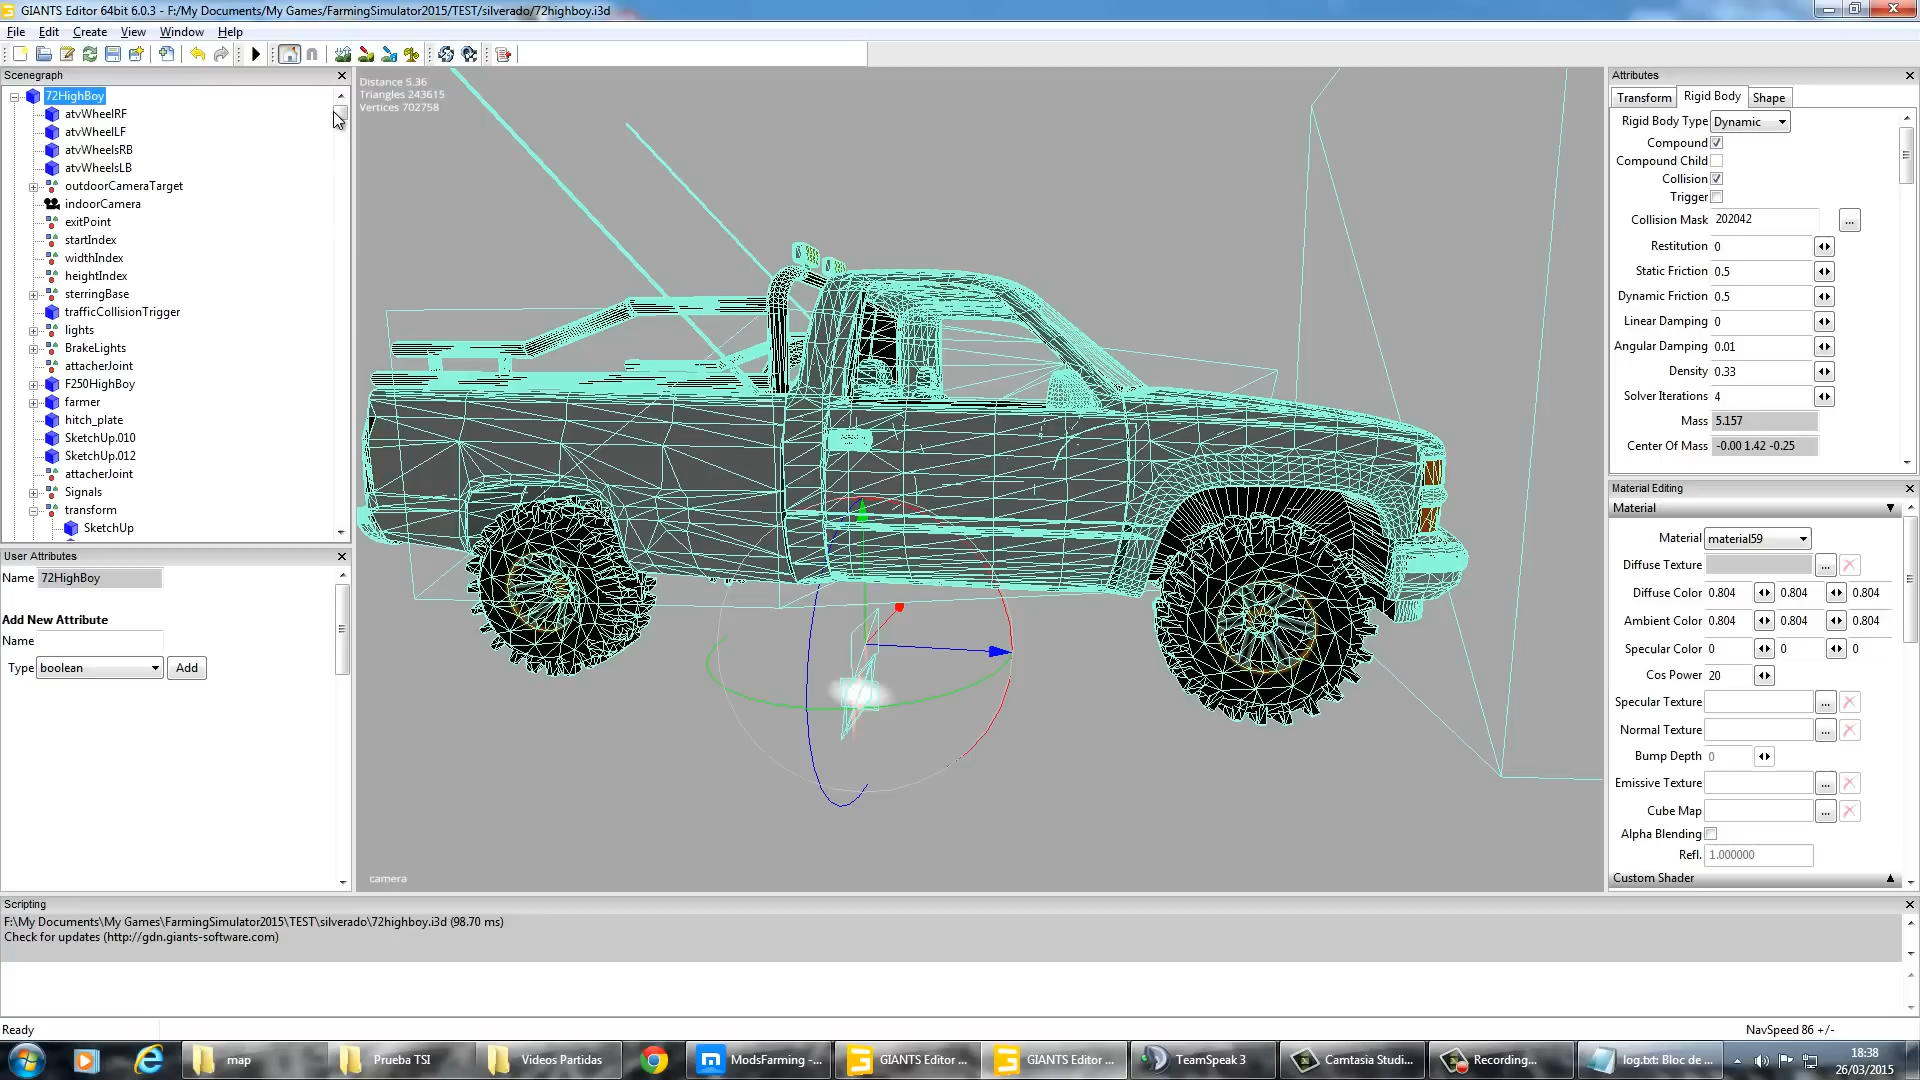 GIANTS Editor 64bit 6.0.3 - F:/My Documents/My Games/FarmingSimulator2015/TEST/silverado/72highboy.i3d
File Edit Create View Window Help
Scenegraph
72HighBoy
atvWheelRF
atvWheelLF
atvWheelsRB
atvWheelsLB
outdoorCameraTarget
indoorCamera
exitPoint
startIndex
widthIndex
heightIndex
sterringBase
trafficCollisionTrigger
lights
BrakeLights
attacherJoint
F250HighBoy
farmer
hitch_plate
SketchUp.010
SketchUp.012
attacherJoint
Signals
transform
SketchUp
User Attributes
Name 72HighBoy
Add New Attribute
Name
Type boolean Add
Distance 5.36
Triangles 243615
Vertices 702758
camera
Attributes
Transform Rigid Body Shape
Rigid Body Type Dynamic
Compound
Compound Child
Collision
Trigger
Collision Mask 202042 ...
Restitution 0
Static Friction 0.5
Dynamic Friction 0.5
Linear Damping 0
Angular Damping 0.01
Density 0.33
Solver Iterations 4
Mass 5.157
Center Of Mass -0.00 1.42 -0.25
Material Editing
Material
Material material59
Diffuse Texture ...
Diffuse Color 0.804 0.804 0.804
Ambient Color 0.804 0.804 0.804
Specular Color 0 0 0
Cos Power 20
Specular Texture ...
Normal Texture ...
Bump Depth 0
Emissive Texture ...
Cube Map ...
Alpha Blending
Refl. 1.000000
Custom Shader
Scripting
F:\My Documents\My Games\FarmingSimulator2015\TEST\silverado\72highboy.i3d (98.70 ms)
Check for updates (http://gdn.giants-software.com)
Ready
NavSpeed 86 +/-
map
Prueba TSI
Videos Partidas
ModsFarming -...
GIANTS Editor ...
GIANTS Editor ...
TeamSpeak 3
Camtasia Studi...
Recording...
log.txt: Bloc de ...
18:38
26/03/2015